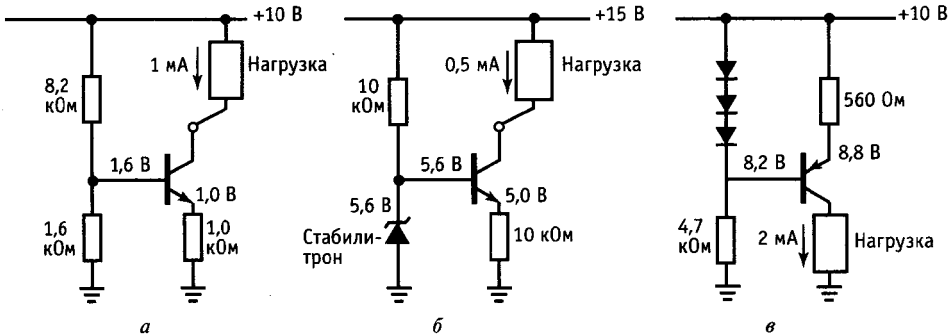 +10 В
8,2
кОм
1 мА
Нагрузка
1,6 В
1,0 В
1,6
кОм
1,0
кОм
а
+15 В
10
кОм
0,5 мА
Нагрузка
5,6 В
5,0 В
5,6 В
Стабили-
трон
10 кОм
б
+10 В
560 Ом
8,2 В
8,8 В
4,7
кОм
2 мА
Нагрузка
в